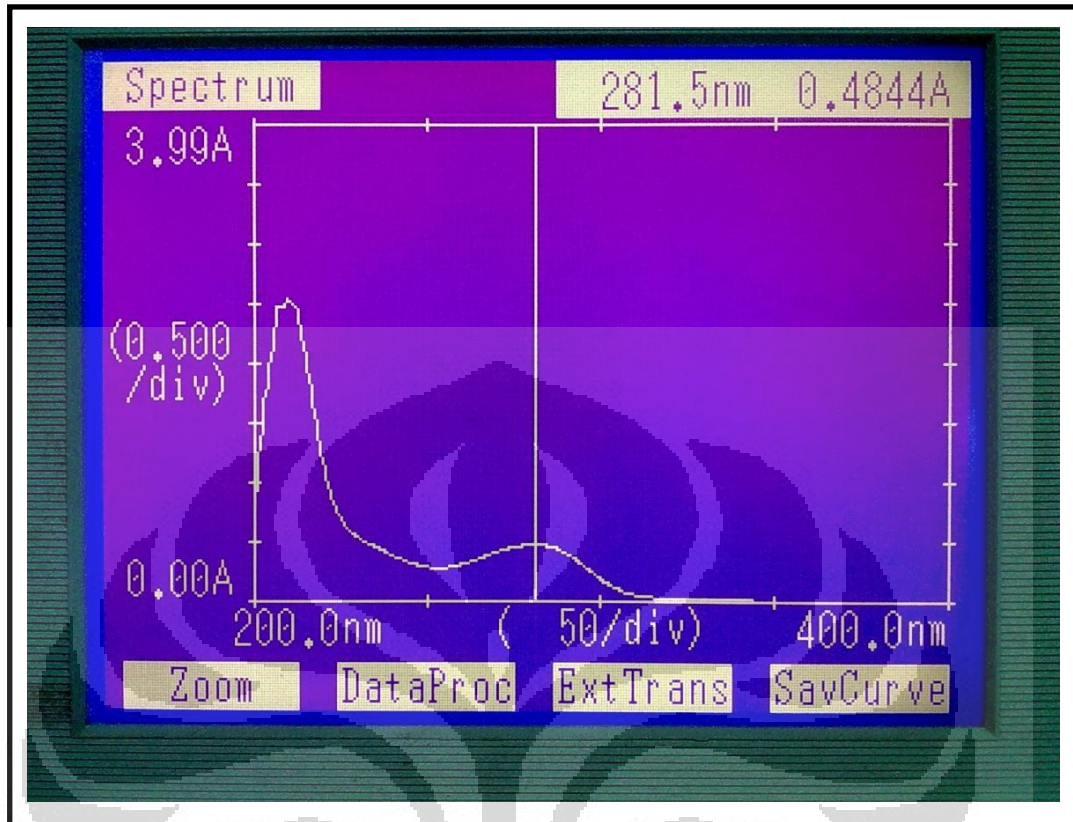 Spectrum 281.5nm 0.4844A
3.99A
(0.500
/div)
0.00A
200.0nm ( 50/div) 400.0nm
Zoom DataProc ExtTrans SavCurve